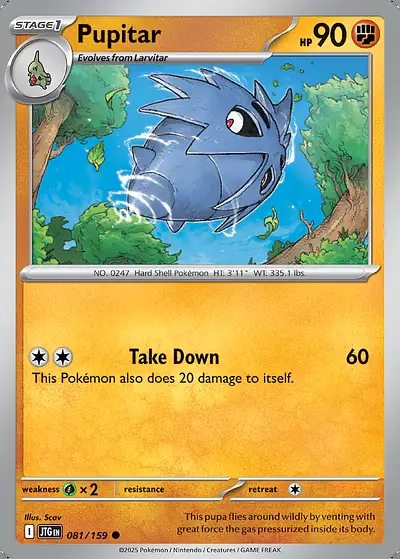 STAGE 1
Pupitar
HP 90
Evolves from Larvitar
NO. 0247 Hard Shell Pokémon HT: 3'11" WT: 335.1 lbs.
Take Down 60
This Pokémon also does 20 damage to itself.
weakness × 2 resistance retreat
Illus. Scav
I JTG EN 081/159
This pupa flies around wildly by venting with
great force the gas pressurized inside its body.
©2025 Pokémon / Nintendo / Creatures / GAME FREAK